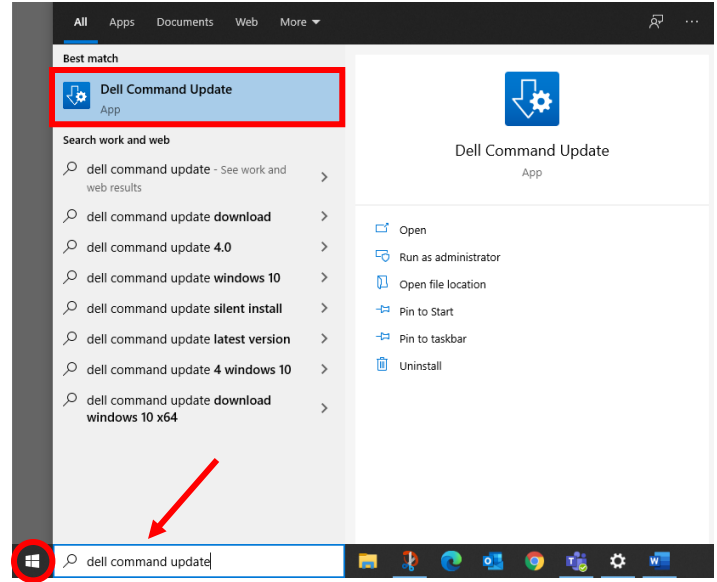 All Apps Documents Web More
Best match
Dell Command Update
App
Search work and web
dell command update - See work and
web results
dell command update download
dell command update 4.0
dell command update windows 10
dell command update silent install
dell command update latest version
dell command update 4 windows 10
dell command update download
windows 10 x64
Dell Command Update
App
Open
Run as administrator
Open file location
Pin to Start
Pin to taskbar
Uninstall
dell command update